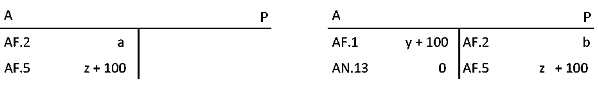 A P
AF.2 a
AF.5 z + 100
A P
AF.1 y + 100 AF.2 b
AN.13 0 AF.5 z + 100